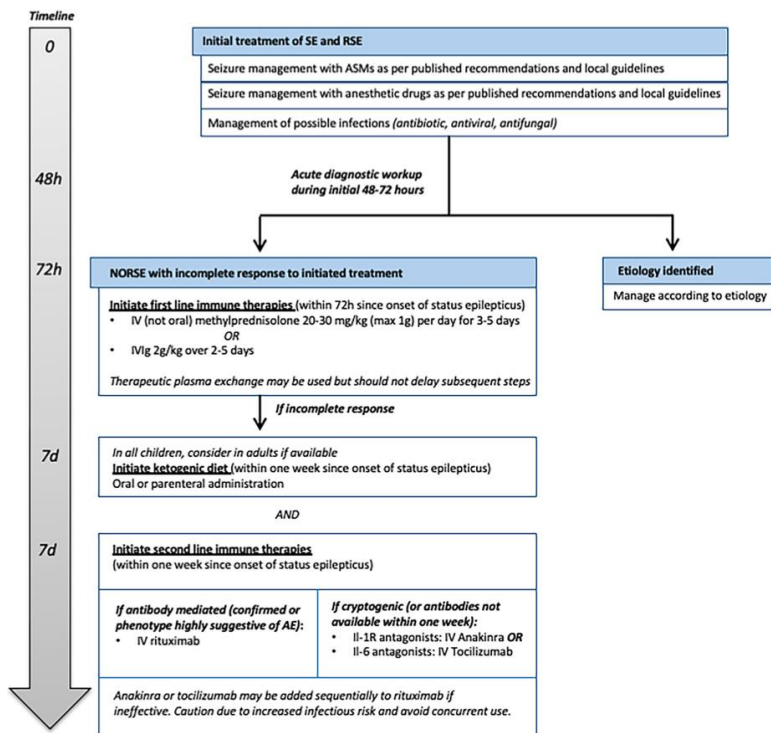 Timeline
0
Initial treatment of SE and RSE
Seizure management with ASMs as per published recommendations and local guidelines
Seizure management with anesthetic drugs as per published recommendations and local guidelines
Management of possible infections (antibiotic, antiviral, antifungal)
48h
Acute diagnostic workup
during initial 48-72 hours
72h
NORSE with incomplete response to initiated treatment
Initiate first line immune therapies (within 72h since onset of status epilepticus)
• IV (not oral) methylprednisolone 20-30 mg/kg (max 1g) per day for 3-5 days
OR
• IVIg 2g/kg over 2-5 days
Therapeutic plasma exchange may be used but should not delay subsequent steps
Etiology identified
Manage according to etiology
If incomplete response
7d
In all children, consider in adults if available
Initiate ketogenic diet (within one week since onset of status epilepticus)
Oral or parenteral administration
AND
7d
Initiate second line immune therapies
(within one week since onset of status epilepticus)
If antibody mediated (confirmed or
phenotype highly suggestive of AE):
• IV rituximab
If cryptogenic (or antibodies not
available within one week):
• Il-1R antagonists: IV Anakinra OR
• Il-6 antagonists: IV Tocilizumab
Anakinra or tocilizumab may be added sequentially to rituximab if
ineffective. Caution due to increased infectious risk and avoid concurrent use.